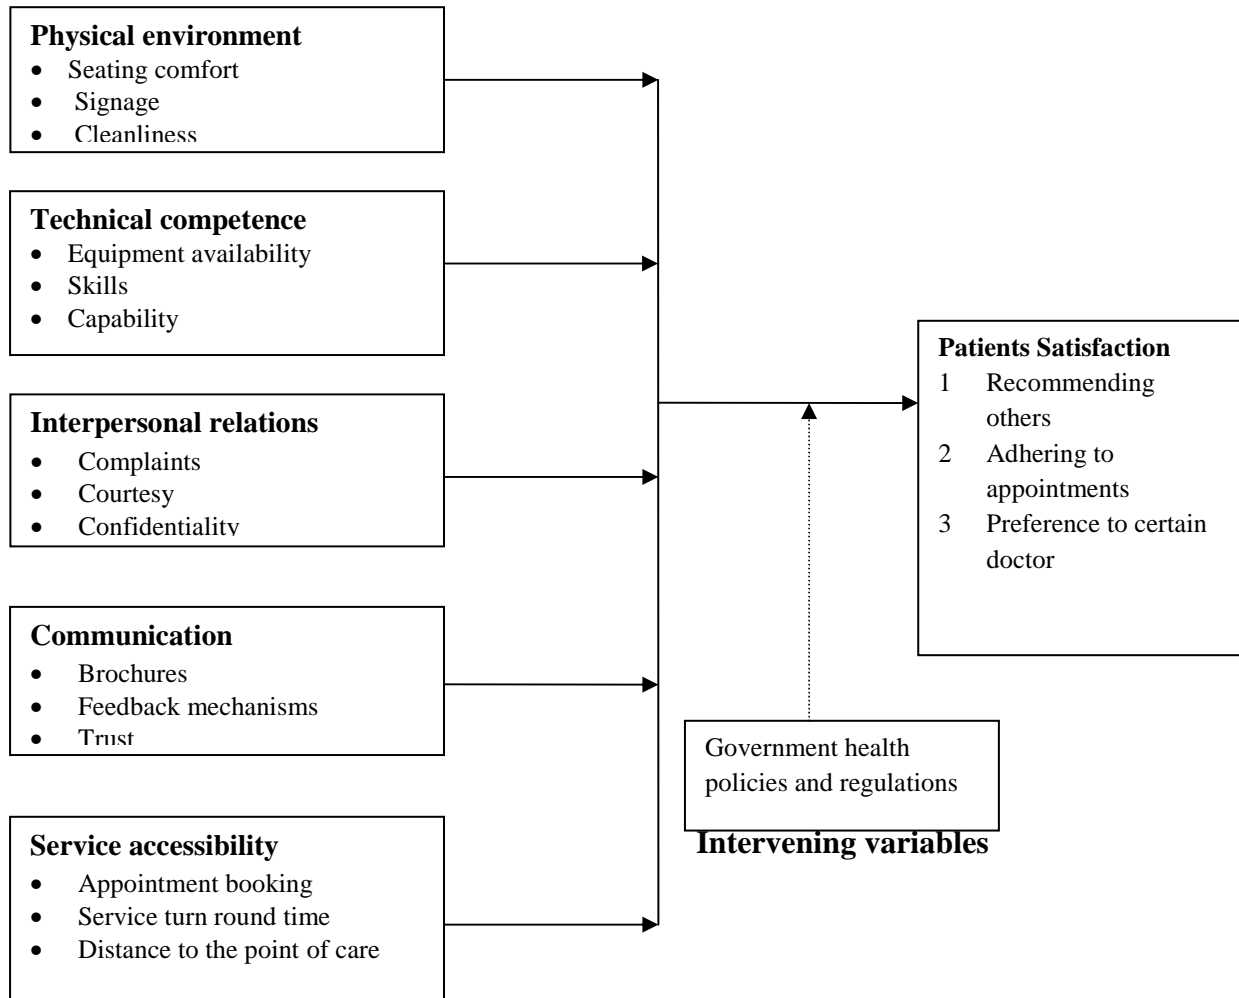 Physical environment
• Seating comfort
• Signage
• Cleanliness
Technical competence
• Equipment availability
• Skills
• Capability
Interpersonal relations
• Complaints
• Courtesy
• Confidentiality
Communication
• Brochures
• Feedback mechanisms
• Trust
Service accessibility
• Appointment booking
• Service turn round time
• Distance to the point of care
Government health
policies and regulations
Intervening variables
Patients Satisfaction
1 Recommending
others
2 Adhering to
appointments
3 Preference to certain
doctor